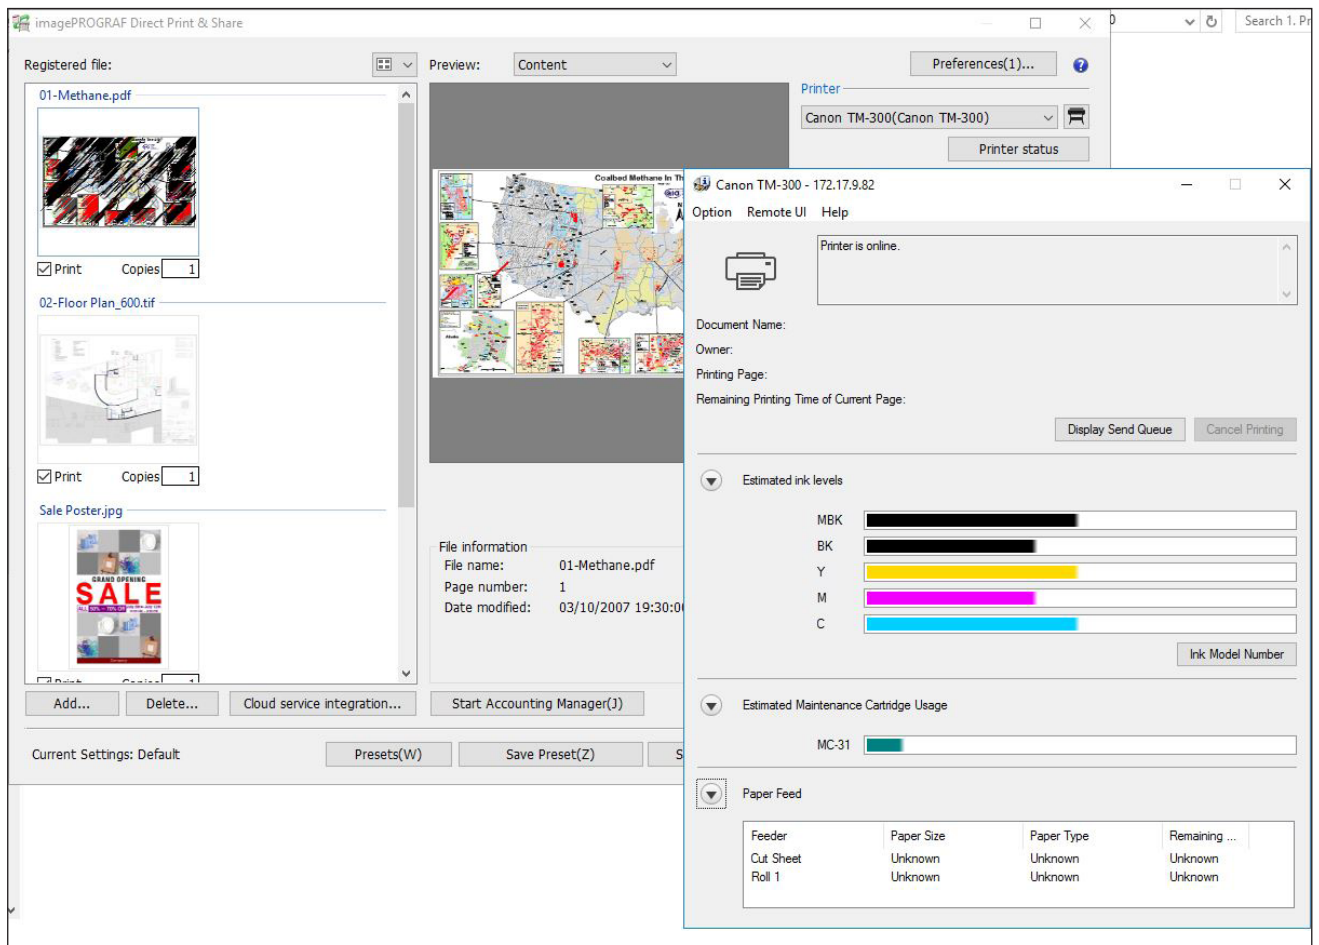 imagePROGRAF Direct Print & Share
Search 1. Pr
Registered file:
Preview:
Content
Preferences(1)...
01-Methane.pdf
Print
Copies
1
02-Floor Plan_600.tif
Print
Copies
1
Sale Poster.jpg
GRAND OPENING
SALE
Print
Copies
1
Coalbed Methane In Th
Alaska
Printer
Canon TM-300(Canon TM-300)
Printer status
File information
File name: 01-Methane.pdf
Page number: 1
Date modified: 03/10/2007 19:30:00
Add...
Delete...
Cloud service integration...
Start Accounting Manager(J)
Current Settings: Default
Presets(W)
Save Preset(Z)
S
Canon TM-300 - 172.17.9.82
Option Remote UI Help
Printer is online.
Document Name:
Owner:
Printing Page:
Remaining Printing Time of Current Page:
Display Send Queue
Cancel Printing
Estimated ink levels
MBK
BK
Y
M
C
Ink Model Number
Estimated Maintenance Cartridge Usage
MC-31
Paper Feed
Feeder Paper Size Paper Type Remaining ...
Cut Sheet Unknown Unknown Unknown
Roll 1 Unknown Unknown Unknown